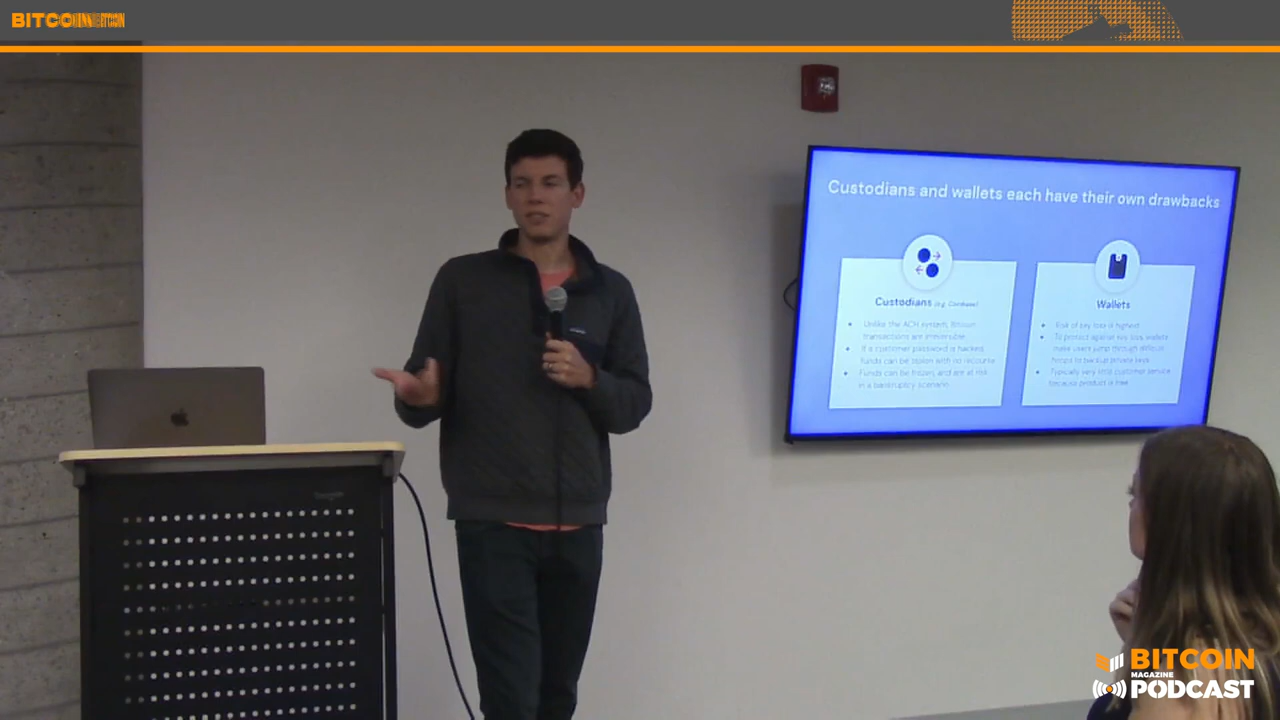 BITCOIN
Custodians and wallets each have their own drawbacks
Custodians (e.g. Coinbase)
Unlike the ACH system, Bitcoin
transactions are irreversible
If a customer password is hacked,
funds can be stolen with no recourse
Funds can be frozen, and are at risk
in a bankruptcy scenario
Wallets
Risk of key loss is highest
To protect against key loss, wallets
make users jump through difficult
hoops to backup private keys
Typically very little customer service
because product is free
BITCOIN
MAGAZINE
PODCAST